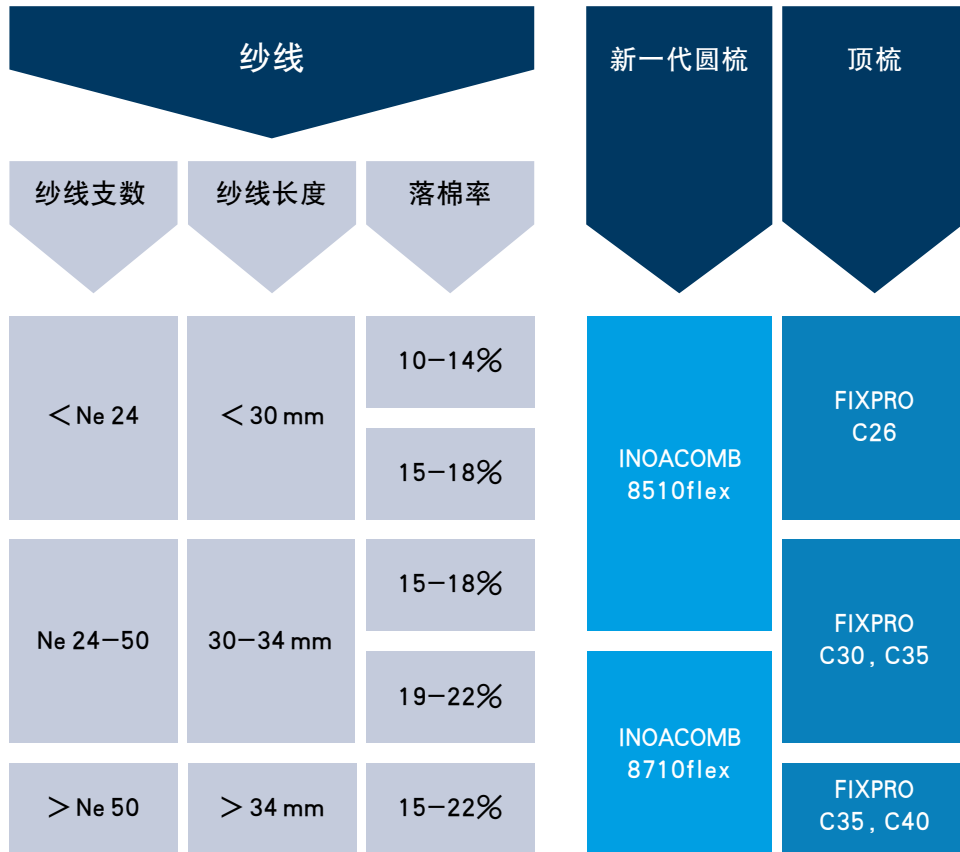 纱线
新一代圆梳
顶梳
纱线支数
纱线长度
落棉率
<Ne 24
<30 mm
10-14%
15-18%
INOACOMB
8510flex
FIXPRO
C26
Ne 24-50
30-34 mm
15-18%
19-22%
FIXPRO
C30, C35
>Ne 50
>34 mm
15-22%
INOACOMB
8710flex
FIXPRO
C35, C40